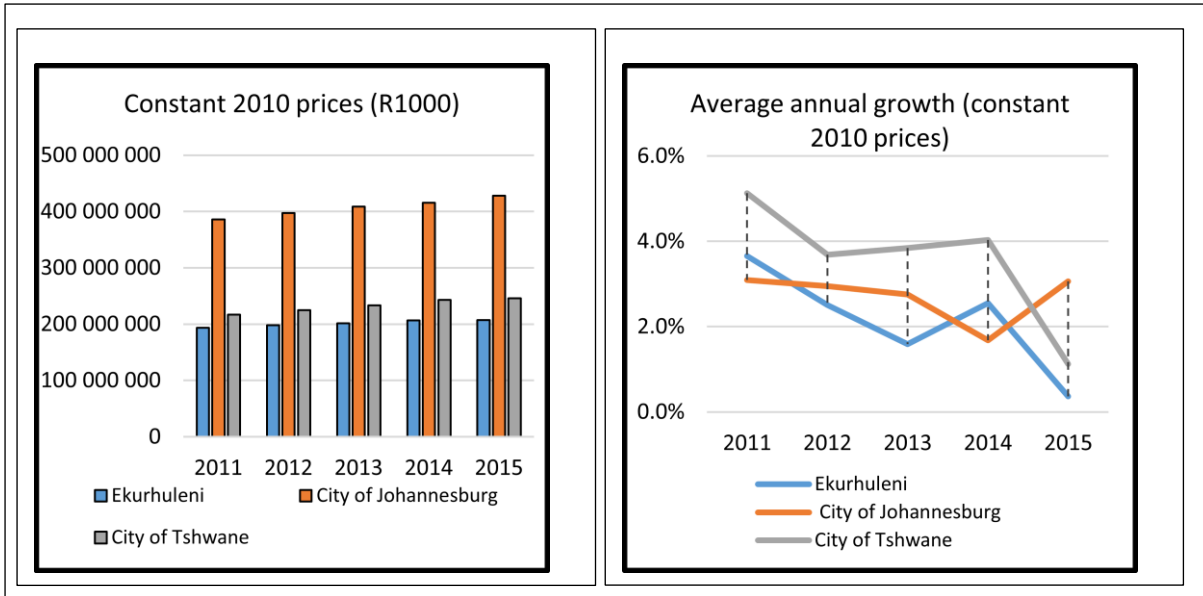 Constant 2010 prices (R1000)
500 000 000
400 000 000
300 000 000
200 000 000
100 000 000
0
2011 2012 2013 2014 2015
Ekurhuleni City of Johannesburg
City of Tshwane
Average annual growth (constant
2010 prices)
6.0%
4.0%
2.0%
0.0%
2011 2012 2013 2014 2015
Ekurhuleni
City of Johannesburg
City of Tshwane